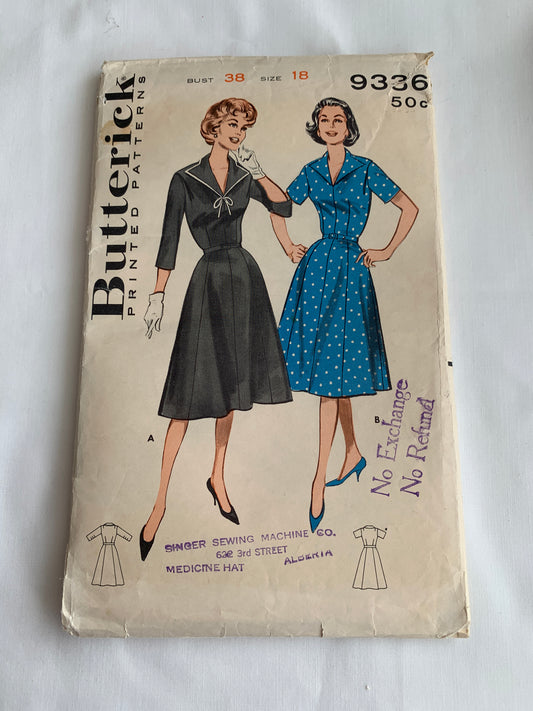 Butterick®
PRINTED PATTERNS
BUST 38 SIZE 18
9336
50c
A
B
No Exchange
No Refund
SINGER SEWING MACHINE CO.
3rd STREET
MEDICINE HAT ALBERTA